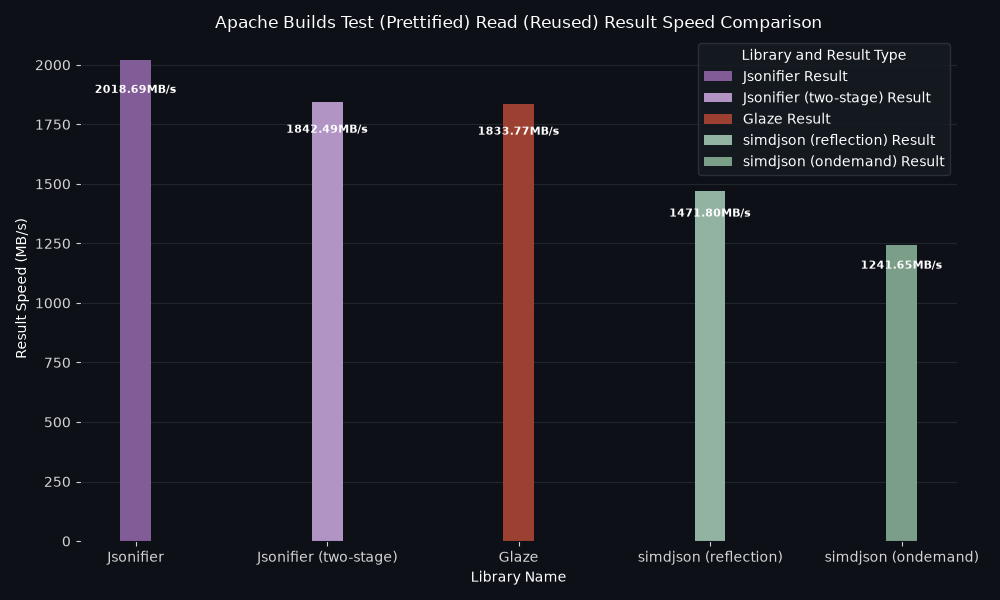 Apache Builds Test (Prettified) Read (Reused) Result Speed Comparison
Library and Result Type
Jsonifier Result
Jsonifier (two-stage) Result
Glaze Result
simdjson (reflection) Result
simdjson (ondemand) Result
Result Speed (MB/s)
2000
1750
1500
1250
1000
750
500
250
0
2018.69MB/s
1842.49MB/s
1833.77MB/s
1471.80MB/s
1241.65MB/s
Jsonifier
Jsonifier (two-stage)
Glaze
simdjson (reflection)
simdjson (ondemand)
Library Name